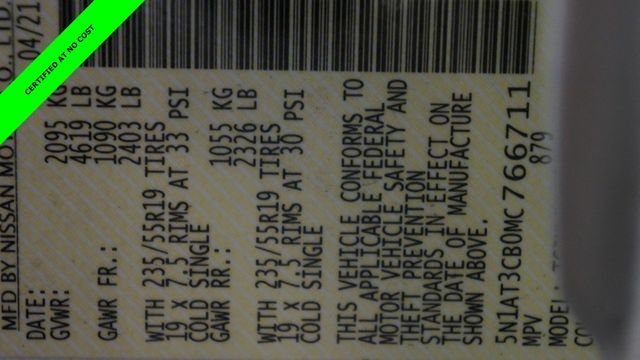 CERTIFIED AT NO COST
MFD BY NISSAN MO O., LTD
DATE: 04/21
GVWR: 2095 KG
4619 LB
GAWR FR.: 1090 KG
2403 LB
WITH 235/55R19 TIRES
19 X 7.5 RIMS AT 33 PSI
COLD SINGLE
GAWR RR.: 1055 KG
2326 LB
WITH 235/55R19 TIRES
19 X 7.5 RIMS AT 30 PSI
COLD SINGLE
THIS VEHICLE CONFORMS TO
ALL APPLICABLE FEDERAL
MOTOR VEHICLE SAFETY AND
THEFT PREVENTION
STANDARDS IN EFFECT ON
THE DATE OF MANUFACTURE
SHOWN ABOVE.
5N1AT3CB0MC766711
MPV 879
MODEL